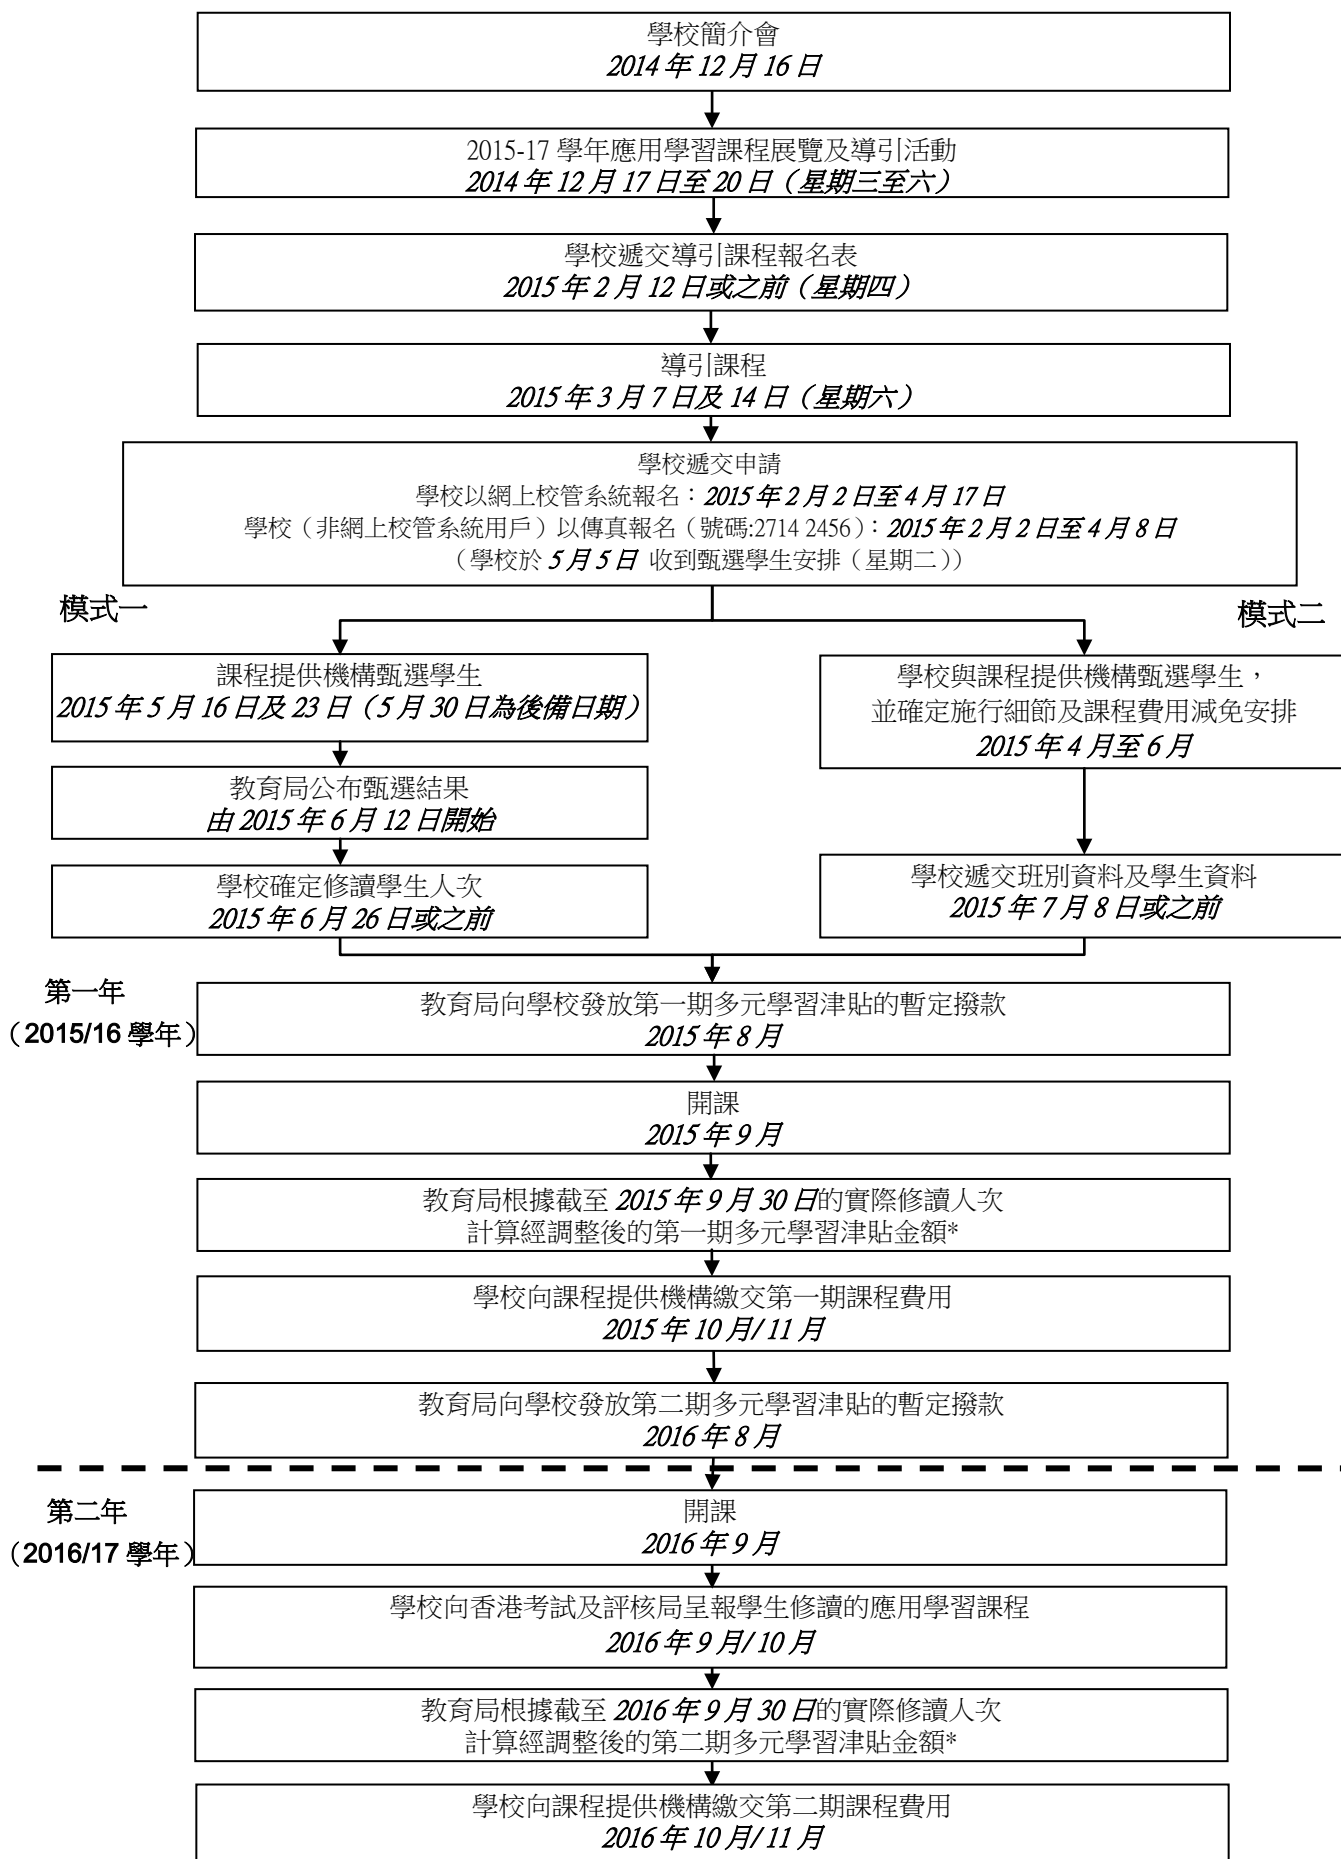 學校簡介會
2014 年 12 月 16 日
2015-17 學年應用學習課程展覽及導引活動
2014 年 12 月 17 日至 20 日（星期三至六）
學校遞交導引課程報名表
2015 年 2 月 12 日或之前（星期四）
導引課程
2015 年 3 月 7 日及 14 日（星期六）
學校遞交申請
學校以網上校管系統報名：2015 年 2 月 2 日至 4 月 17 日
學校（非網上校管系統用戶）以傳真報名（號碼:2714 2456）：2015 年 2 月 2 日至 4 月 8 日
（學校於 5 月 5 日 收到甄選學生安排（星期二））
模式一
課程提供機構甄選學生
2015 年 5 月 16 日及 23 日（5 月 30 日為後備日期）
教育局公布甄選結果
由 2015 年 6 月 12 日開始
學校確定修讀學生人次
2015 年 6 月 26 日或之前
模式二
學校與課程提供機構甄選學生，
並確定施行細節及課程費用減免安排
2015 年 4 月至 6 月
學校遞交班別資料及學生資料
2015 年 7 月 8 日或之前
第一年
（2015/16 學年）
教育局向學校發放第一期多元學習津貼的暫定撥款
2015 年 8 月
開課
2015 年 9 月
教育局根據截至 2015 年 9 月 30 日的實際修讀人次
計算經調整後的第一期多元學習津貼金額*
學校向課程提供機構繳交第一期課程費用
2015 年 10 月/ 11 月
教育局向學校發放第二期多元學習津貼的暫定撥款
2016 年 8 月
第二年
（2016/17 學年）
開課
2016 年 9 月
學校向香港考試及評核局呈報學生修讀的應用學習課程
2016 年 9 月/ 10 月
教育局根據截至 2016 年 9 月 30 日的實際修讀人次
計算經調整後的第二期多元學習津貼金額*
學校向課程提供機構繳交第二期課程費用
2016 年 10 月/ 11 月